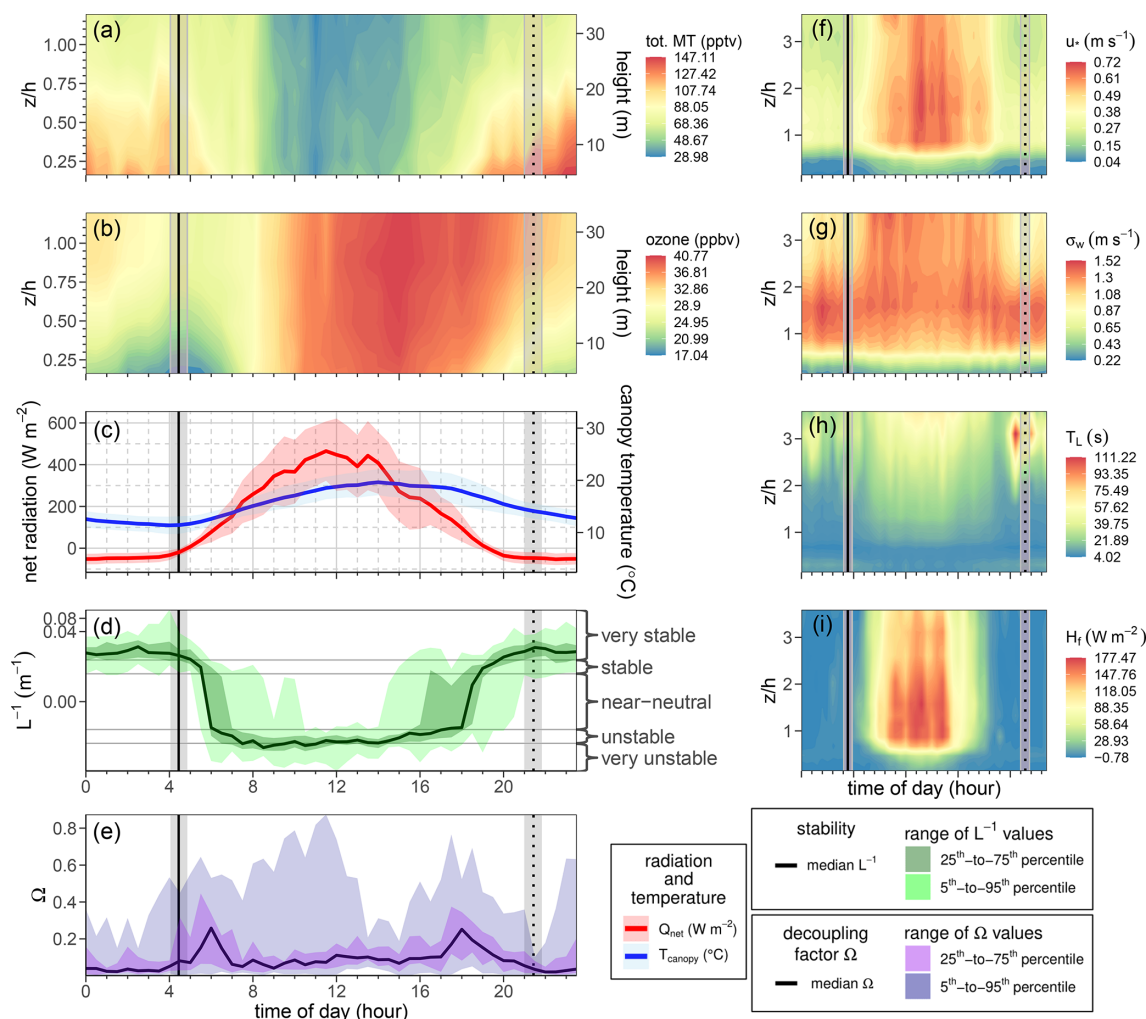 (a)
1.00
0.75
0.50
0.25
z/h
30
20
10
height (m)
tot. MT (pptv)
147.11
127.42
107.74
88.05
68.36
48.67
28.98
(f)
3
2
1
z/h
u* (m s⁻¹)
0.72
0.61
0.49
0.38
0.27
0.15
0.04
(b)
1.00
0.75
0.50
0.25
z/h
30
20
10
height (m)
ozone (ppbv)
40.77
36.81
32.86
28.9
24.95
20.99
17.04
(g)
3
2
1
z/h
σw (m s⁻¹)
1.52
1.3
1.08
0.87
0.65
0.43
0.22
(c)
600
400
200
0
net radiation (W m⁻²)
30
20
10
canopy temperature (°C)
(h)
3
2
1
z/h
TL (s)
111.22
93.35
75.49
57.62
39.75
21.89
4.02
(d)
0.08
0.04
0.00
L⁻¹ (m⁻¹)
very stable
stable
near−neutral
unstable
very unstable
0 4 8 12 16 20
(i)
3
2
1
z/h
time of day (hour)
Hf (W m⁻²)
177.47
147.76
118.05
88.35
58.64
28.93
−0.78
(e)
0.8
0.6
0.4
0.2
Ω
0 4 8 12 16 20
time of day (hour)
radiation
and
temperature
Qnet (W m⁻²)
Tcanopy (°C)
stability
median L⁻¹
range of L⁻¹ values
25th−to−75th percentile
5th−to−95th percentile
decoupling
factor Ω
median Ω
range of Ω values
25th−to−75th percentile
5th−to−95th percentile